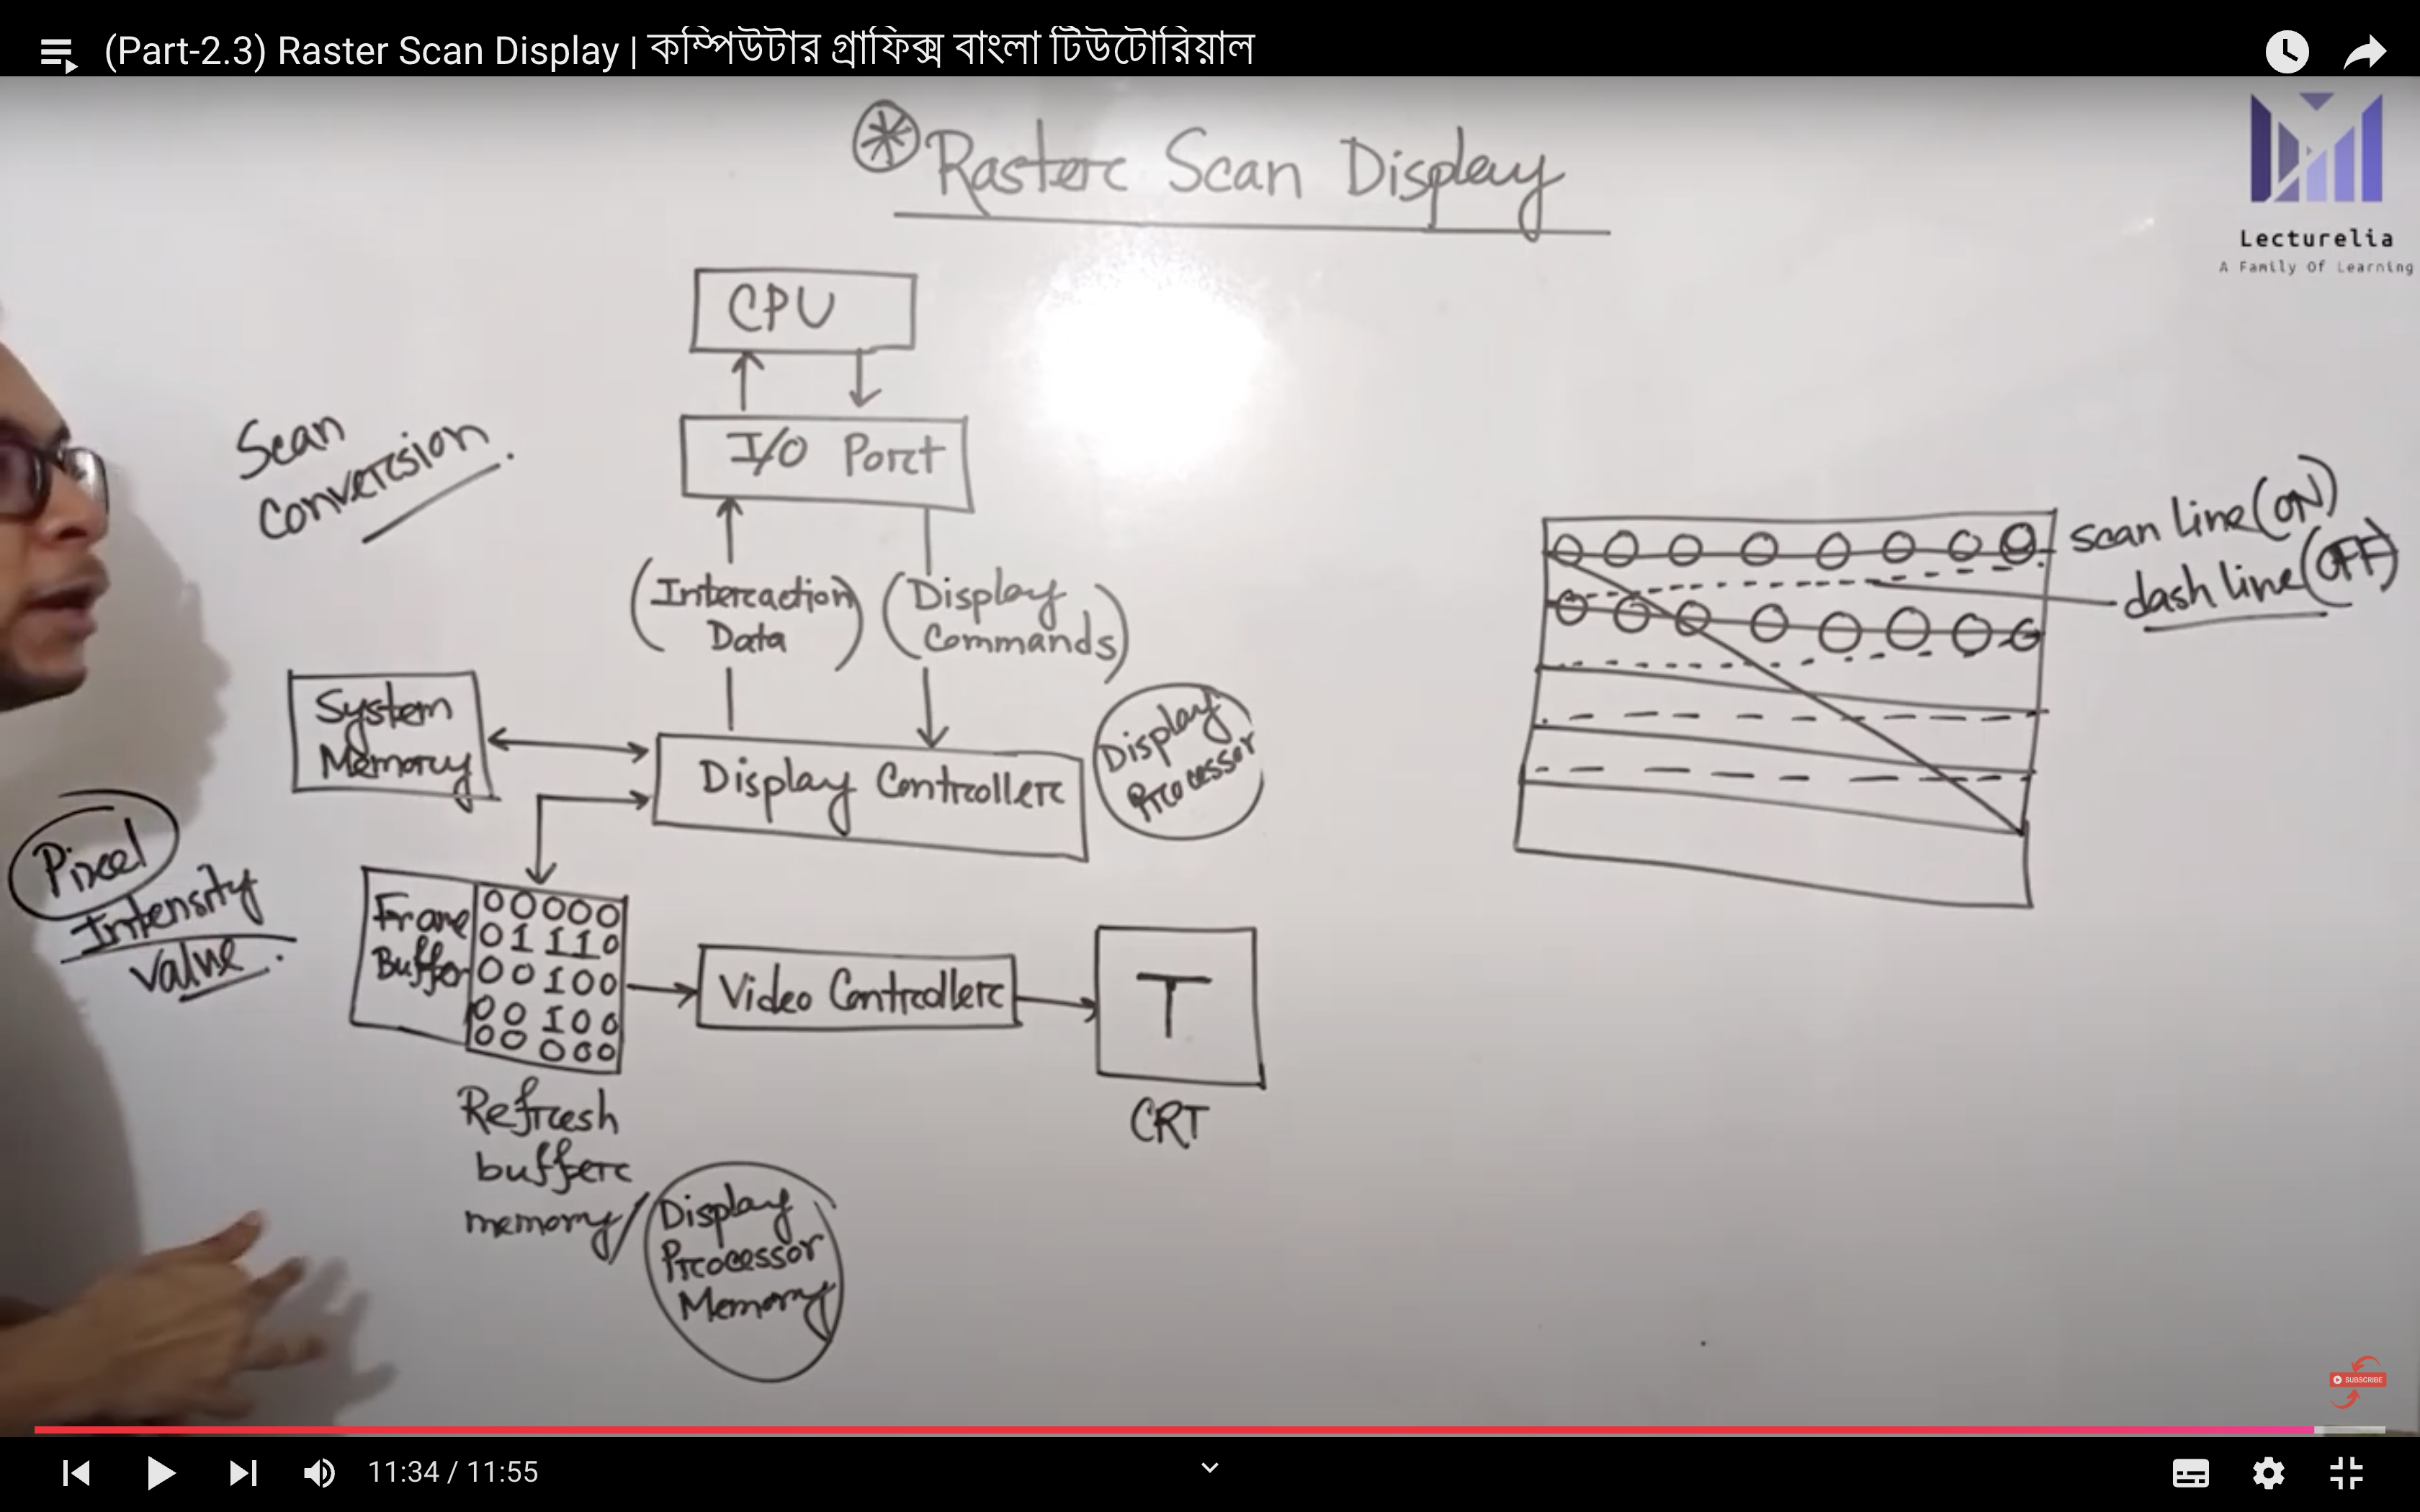 (Part-2.3) Raster Scan Display | কম্পিউটার গ্রাফিক্স বাংলা টিউটোরিয়াল
Raster Scan Display
Lecturelia
A Family Of Learning
CPU
I/O Port
Scan
Conversion.
(Interaction
Data)
(Display
Commands)
System
Memory
Display Controller
Display
Processor
Pixel
Intensity
Value.
Frame
Buffer
0 0 0 0 0
0 1 1 1 0
0 0 1 0 0
0 0 1 0 0
0 0 0 0 0
Video Controller
T
CRT
Refresh
buffer
memory/
Display
Processor
Memory
scan line (ON)
dash line (OFF)
SUBSCRIBE
11:34 / 11:55